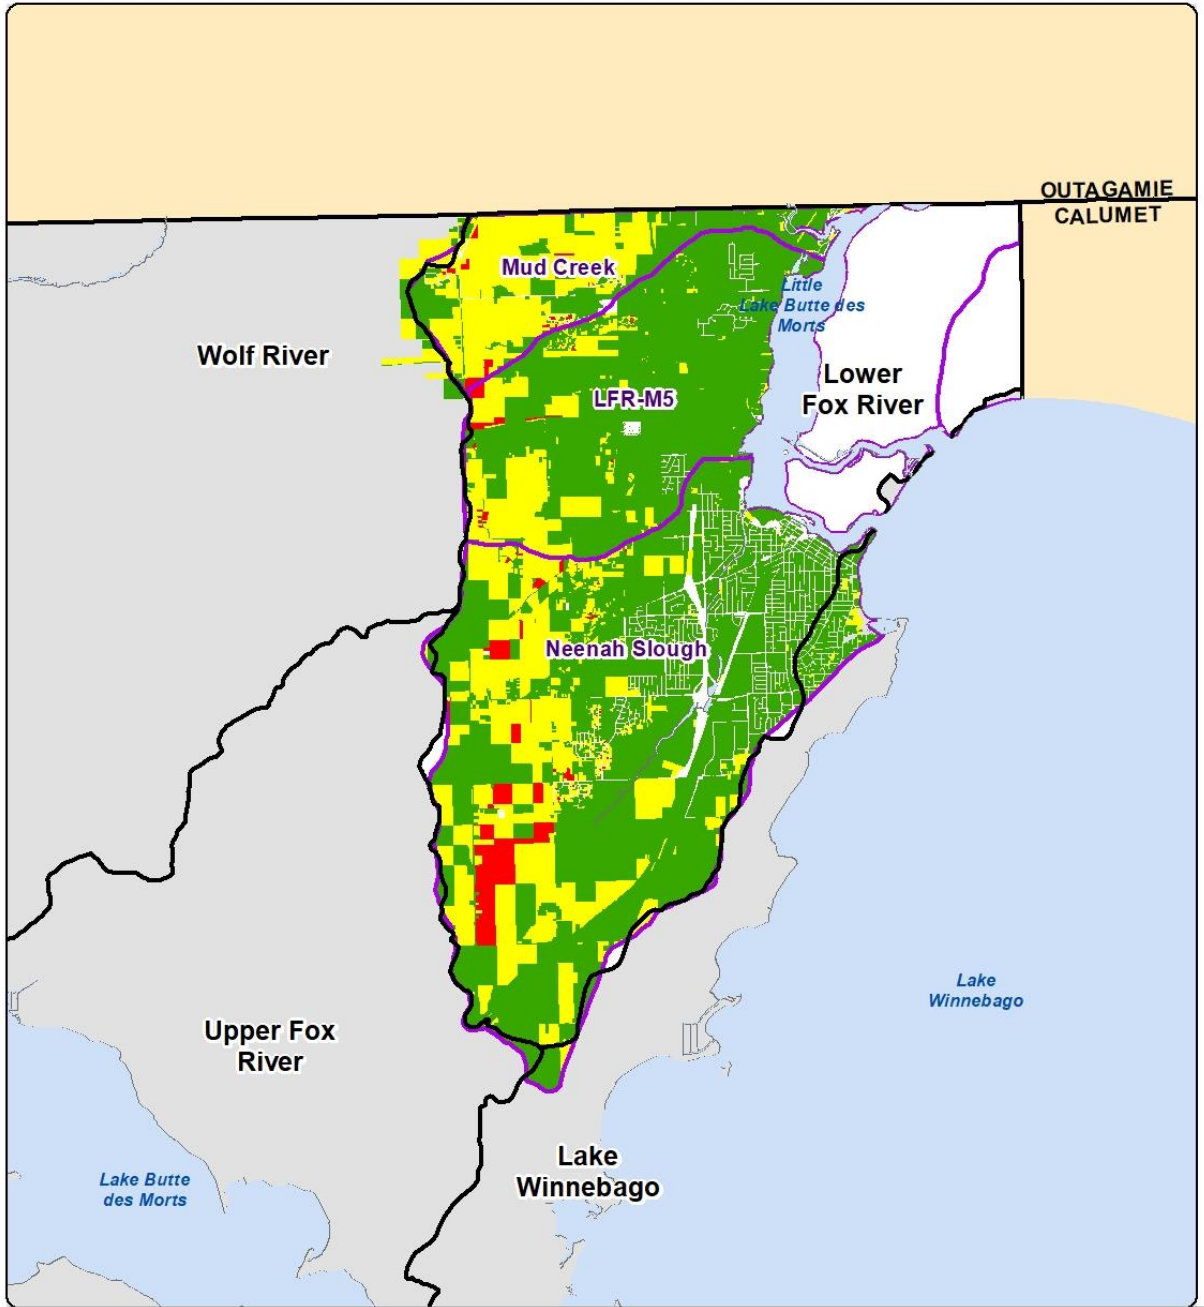 OUTAGAMIE
CALUMET
Mud Creek
Little
Lake Butte des
Morts
Wolf River
Lower
Fox River
LFR-M5
Neenah Slough
Lake
Winnebago
Upper Fox
River
Lake
Winnebago
Lake Butte
des Morts